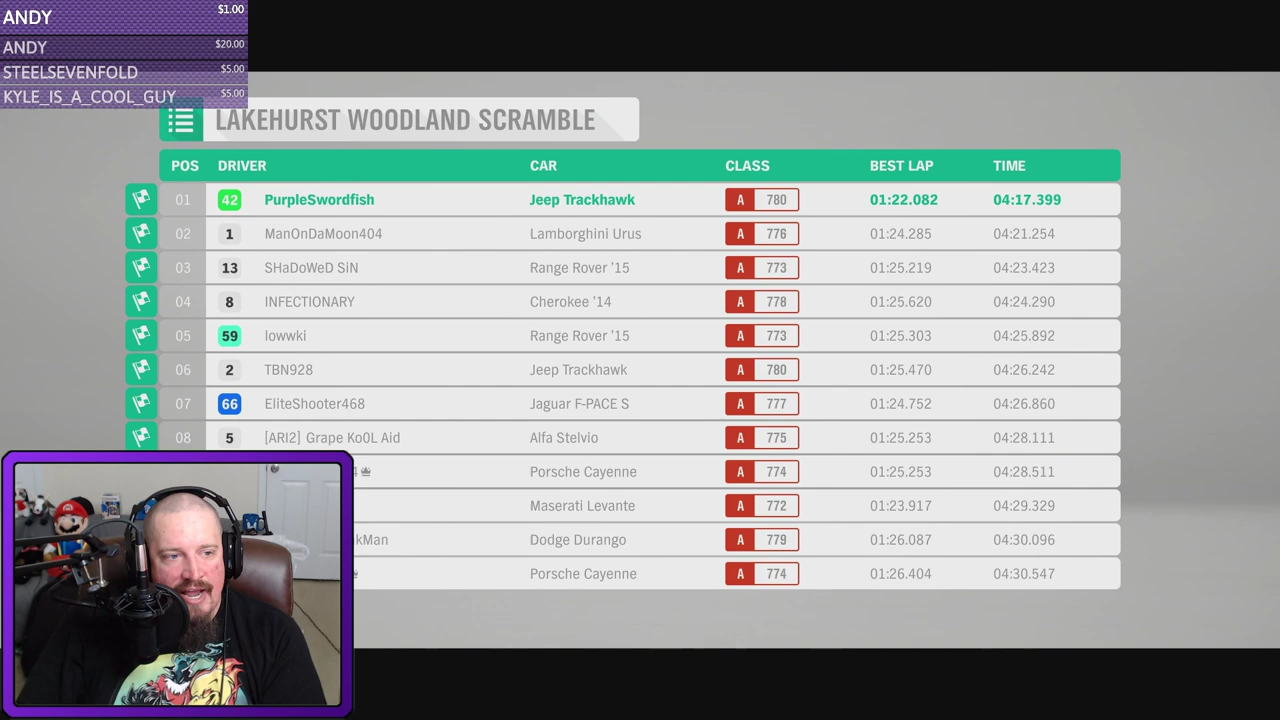 ANDY $1.00
ANDY $20.00
STEELSEVENFOLD $5.00
KYLE_IS_A_COOL_GUY $5.00
LAKEHURST WOODLAND SCRAMBLE
POS DRIVER CAR CLASS BEST LAP TIME
01 42 PurpleSwordfish Jeep Trackhawk A 780 01:22.082 04:17.399
02 1 ManOnDaMoon404 Lamborghini Urus A 776 01:24.285 04:21.254
03 13 SHaDoWeD SiN Range Rover '15 A 773 01:25.219 04:23.423
04 8 INFECTIONARY Cherokee '14 A 778 01:25.620 04:24.290
05 59 lowwki Range Rover '15 A 773 01:25.303 04:25.892
06 2 TBN928 Jeep Trackhawk A 780 01:25.470 04:26.242
07 66 EliteShooter468 Jaguar F-PACE S A 777 01:24.752 04:26.860
08 5 [ARI2] Grape Ko0L Aid Alfa Stelvio A 775 01:25.253 04:28.111
Porsche Cayenne A 774 01:25.253 04:28.511
Maserati Levante A 772 01:23.917 04:29.329
kMan Dodge Durango A 779 01:26.087 04:30.096
Porsche Cayenne A 774 01:26.404 04:30.547